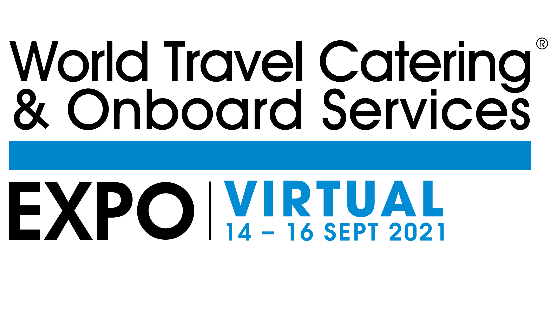 World Travel Catering®
& Onboard Services
EXPO | VIRTUAL
14 – 16 SEPT 2021